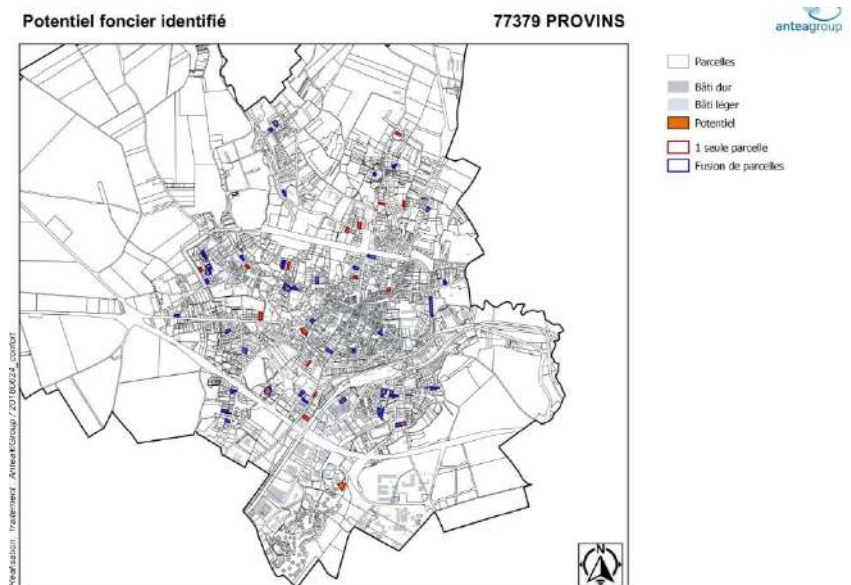 Potentiel foncier identifié
77379 PROVINS
anteagroup
Parcelles
Bâti dur
Bâti léger
Potentiel
1 seule parcelle
Fusion de parcelles
N